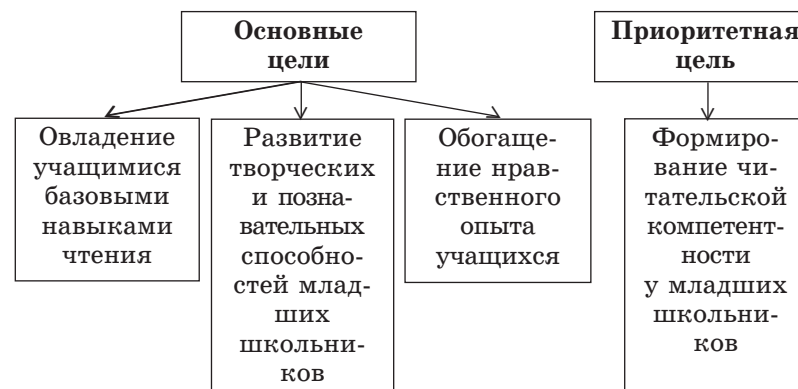 Основные
цели
Приоритетная
цель
Овладение
учащимися
базовыми
навыками
чтения
Развитие
творческих
и позна-
вательных
способно-
стей млад-
ших
школьни-
ков
Обогаще-
ние нрав-
ственного
опыта
учащихся
Формиро-
вание чи-
тательской
компетент-
ности
у младших
школьни-
ков